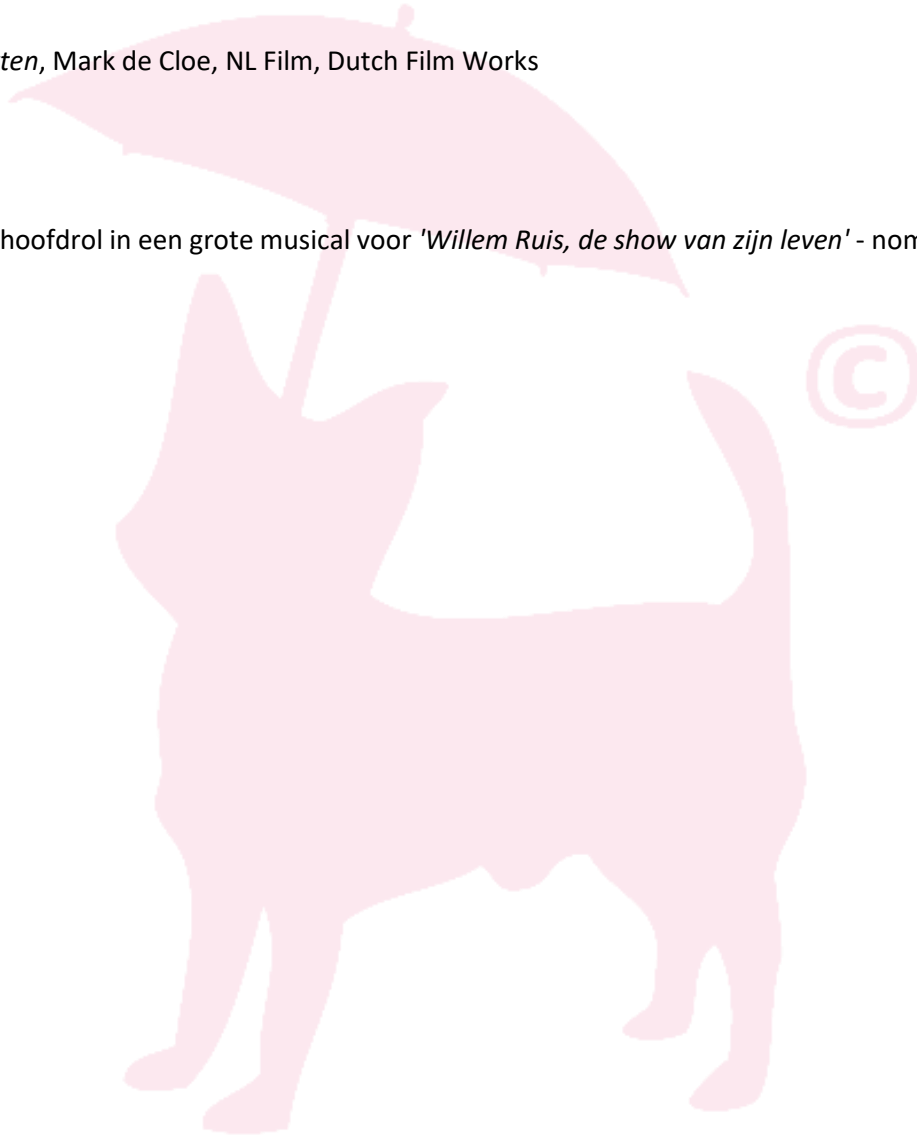 ten, Mark de Cloe, NL Film, Dutch Film Works
hoofdrol in een grote musical voor 'Willem Ruis, de show van zijn leven' - nom
©